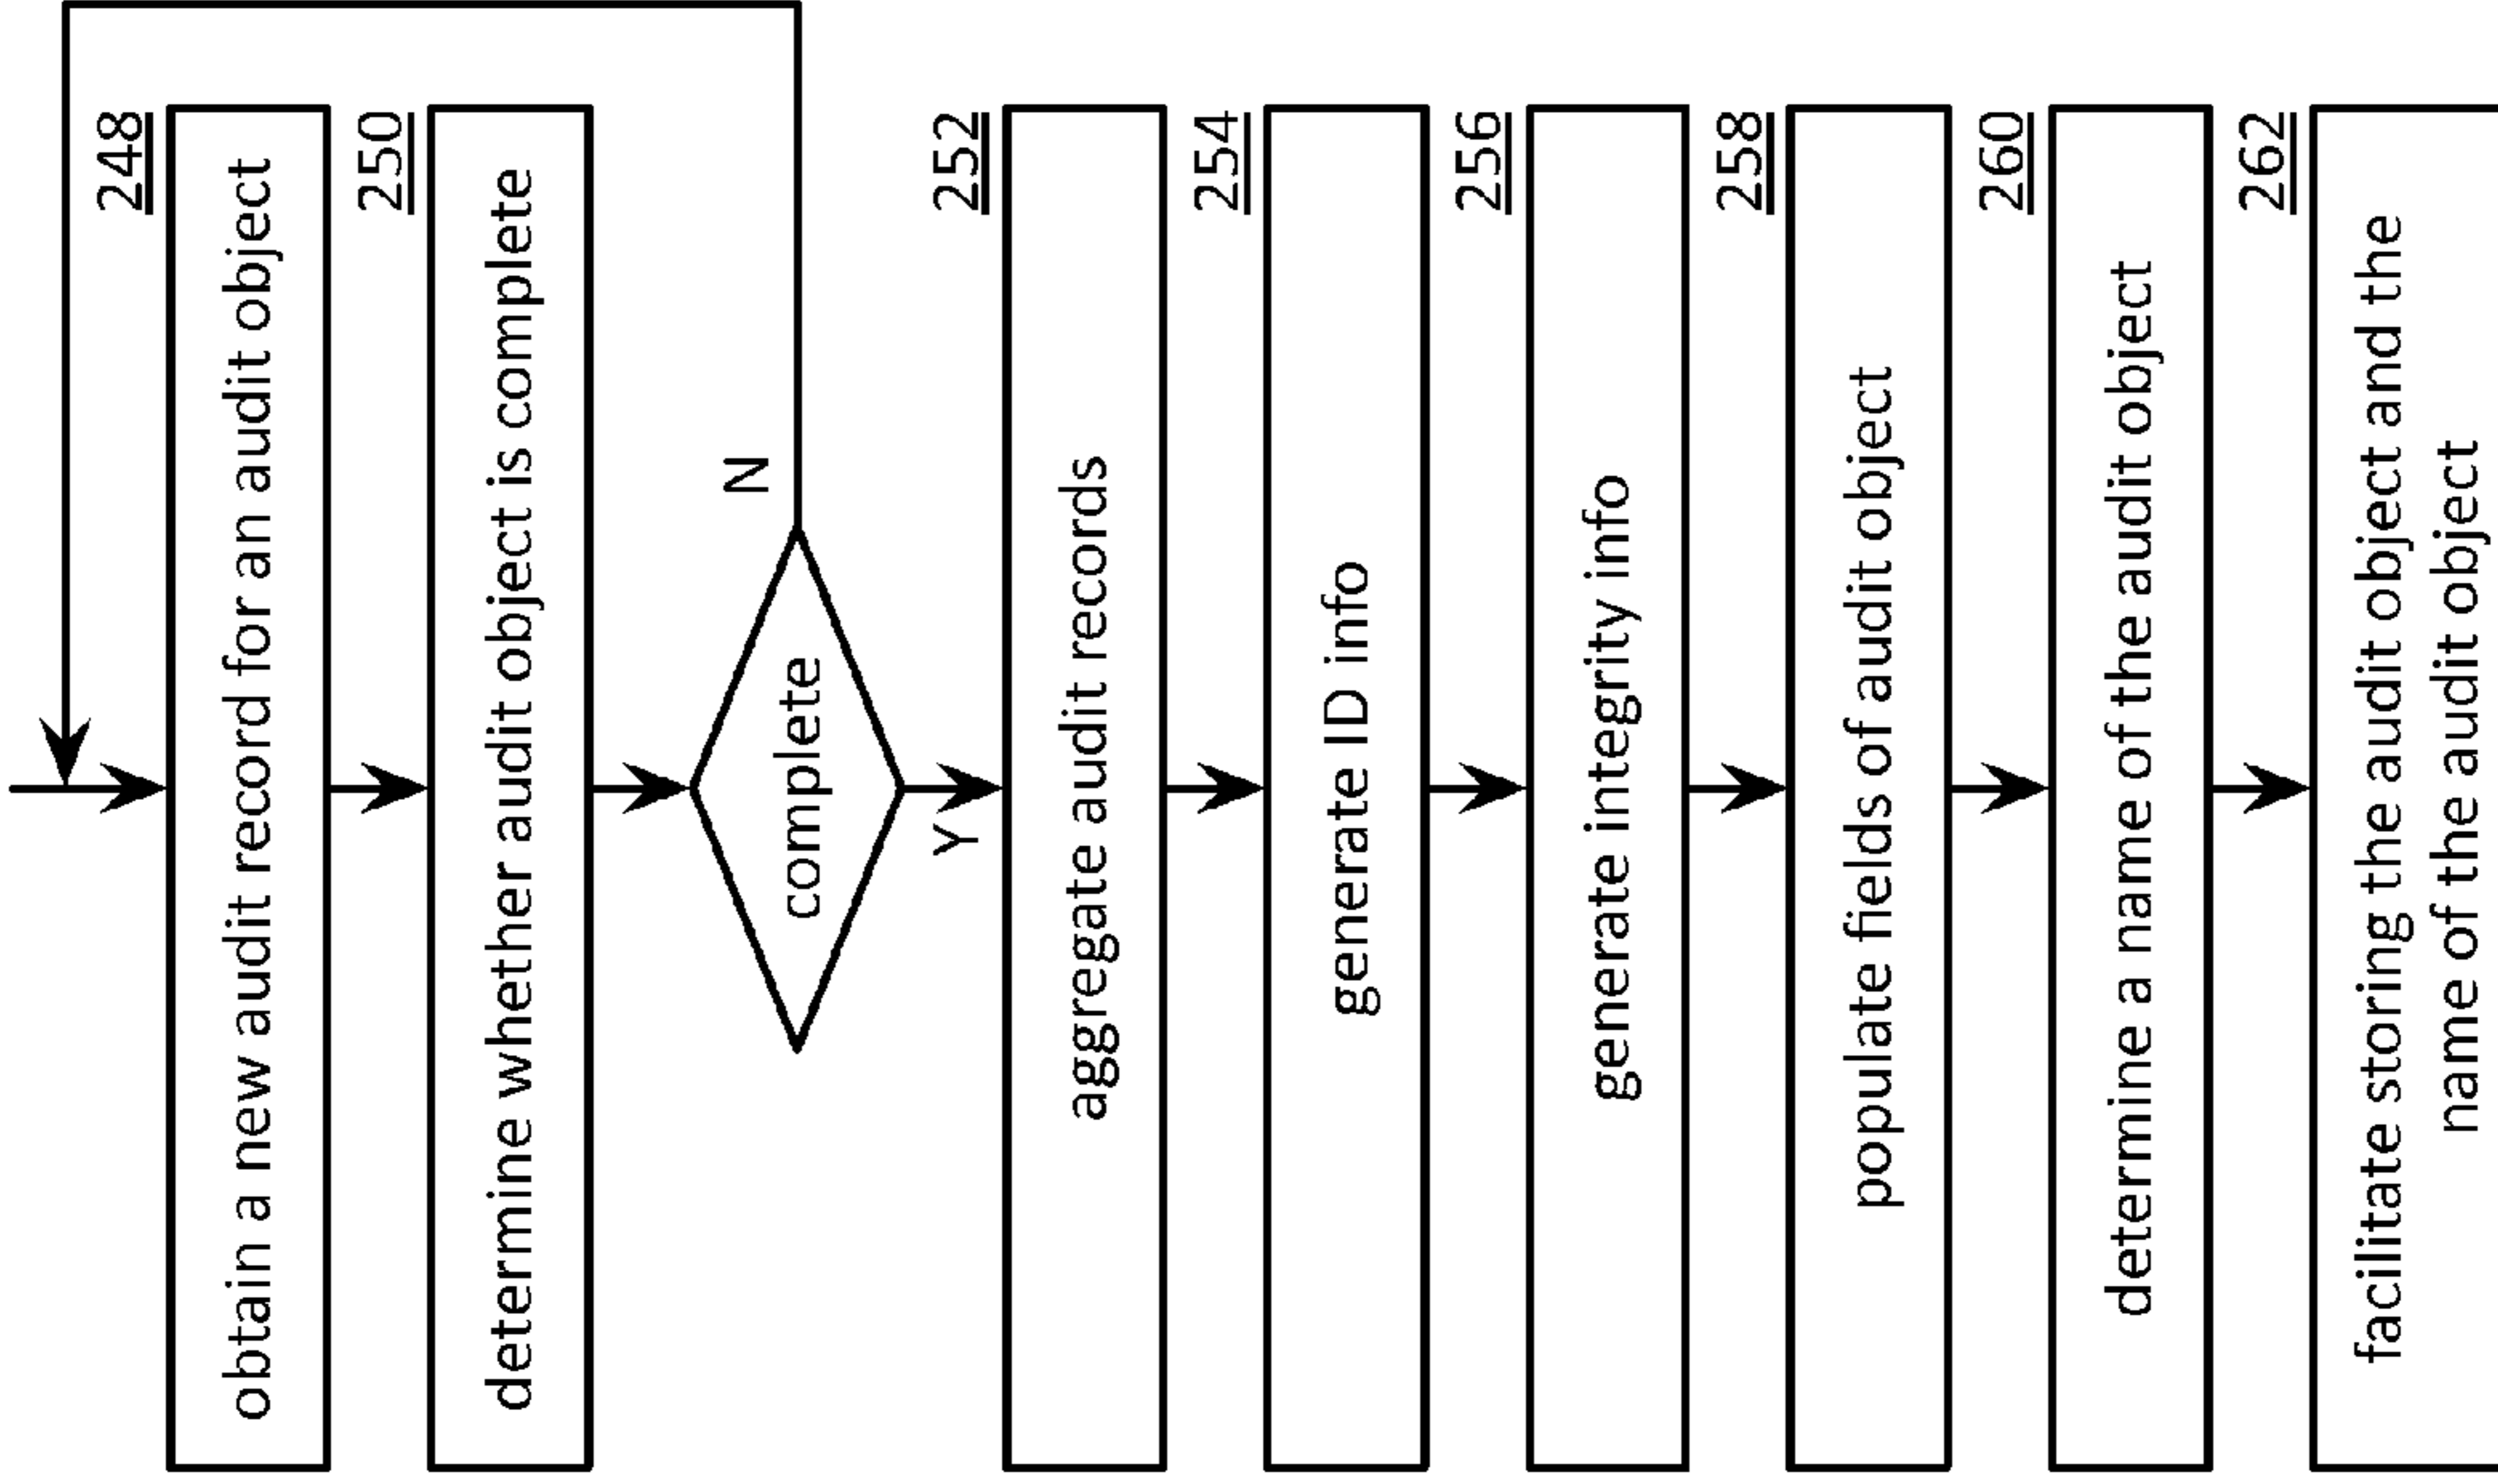 248
obtain a new audit record for an audit object
250
determine whether audit object is complete
complete
N
Y
252
aggregate audit records
254
generate ID info
256
generate integrity info
258
populate fields of audit object
260
determine a name of the audit object
262
facilitate storing the audit object and the
name of the audit object